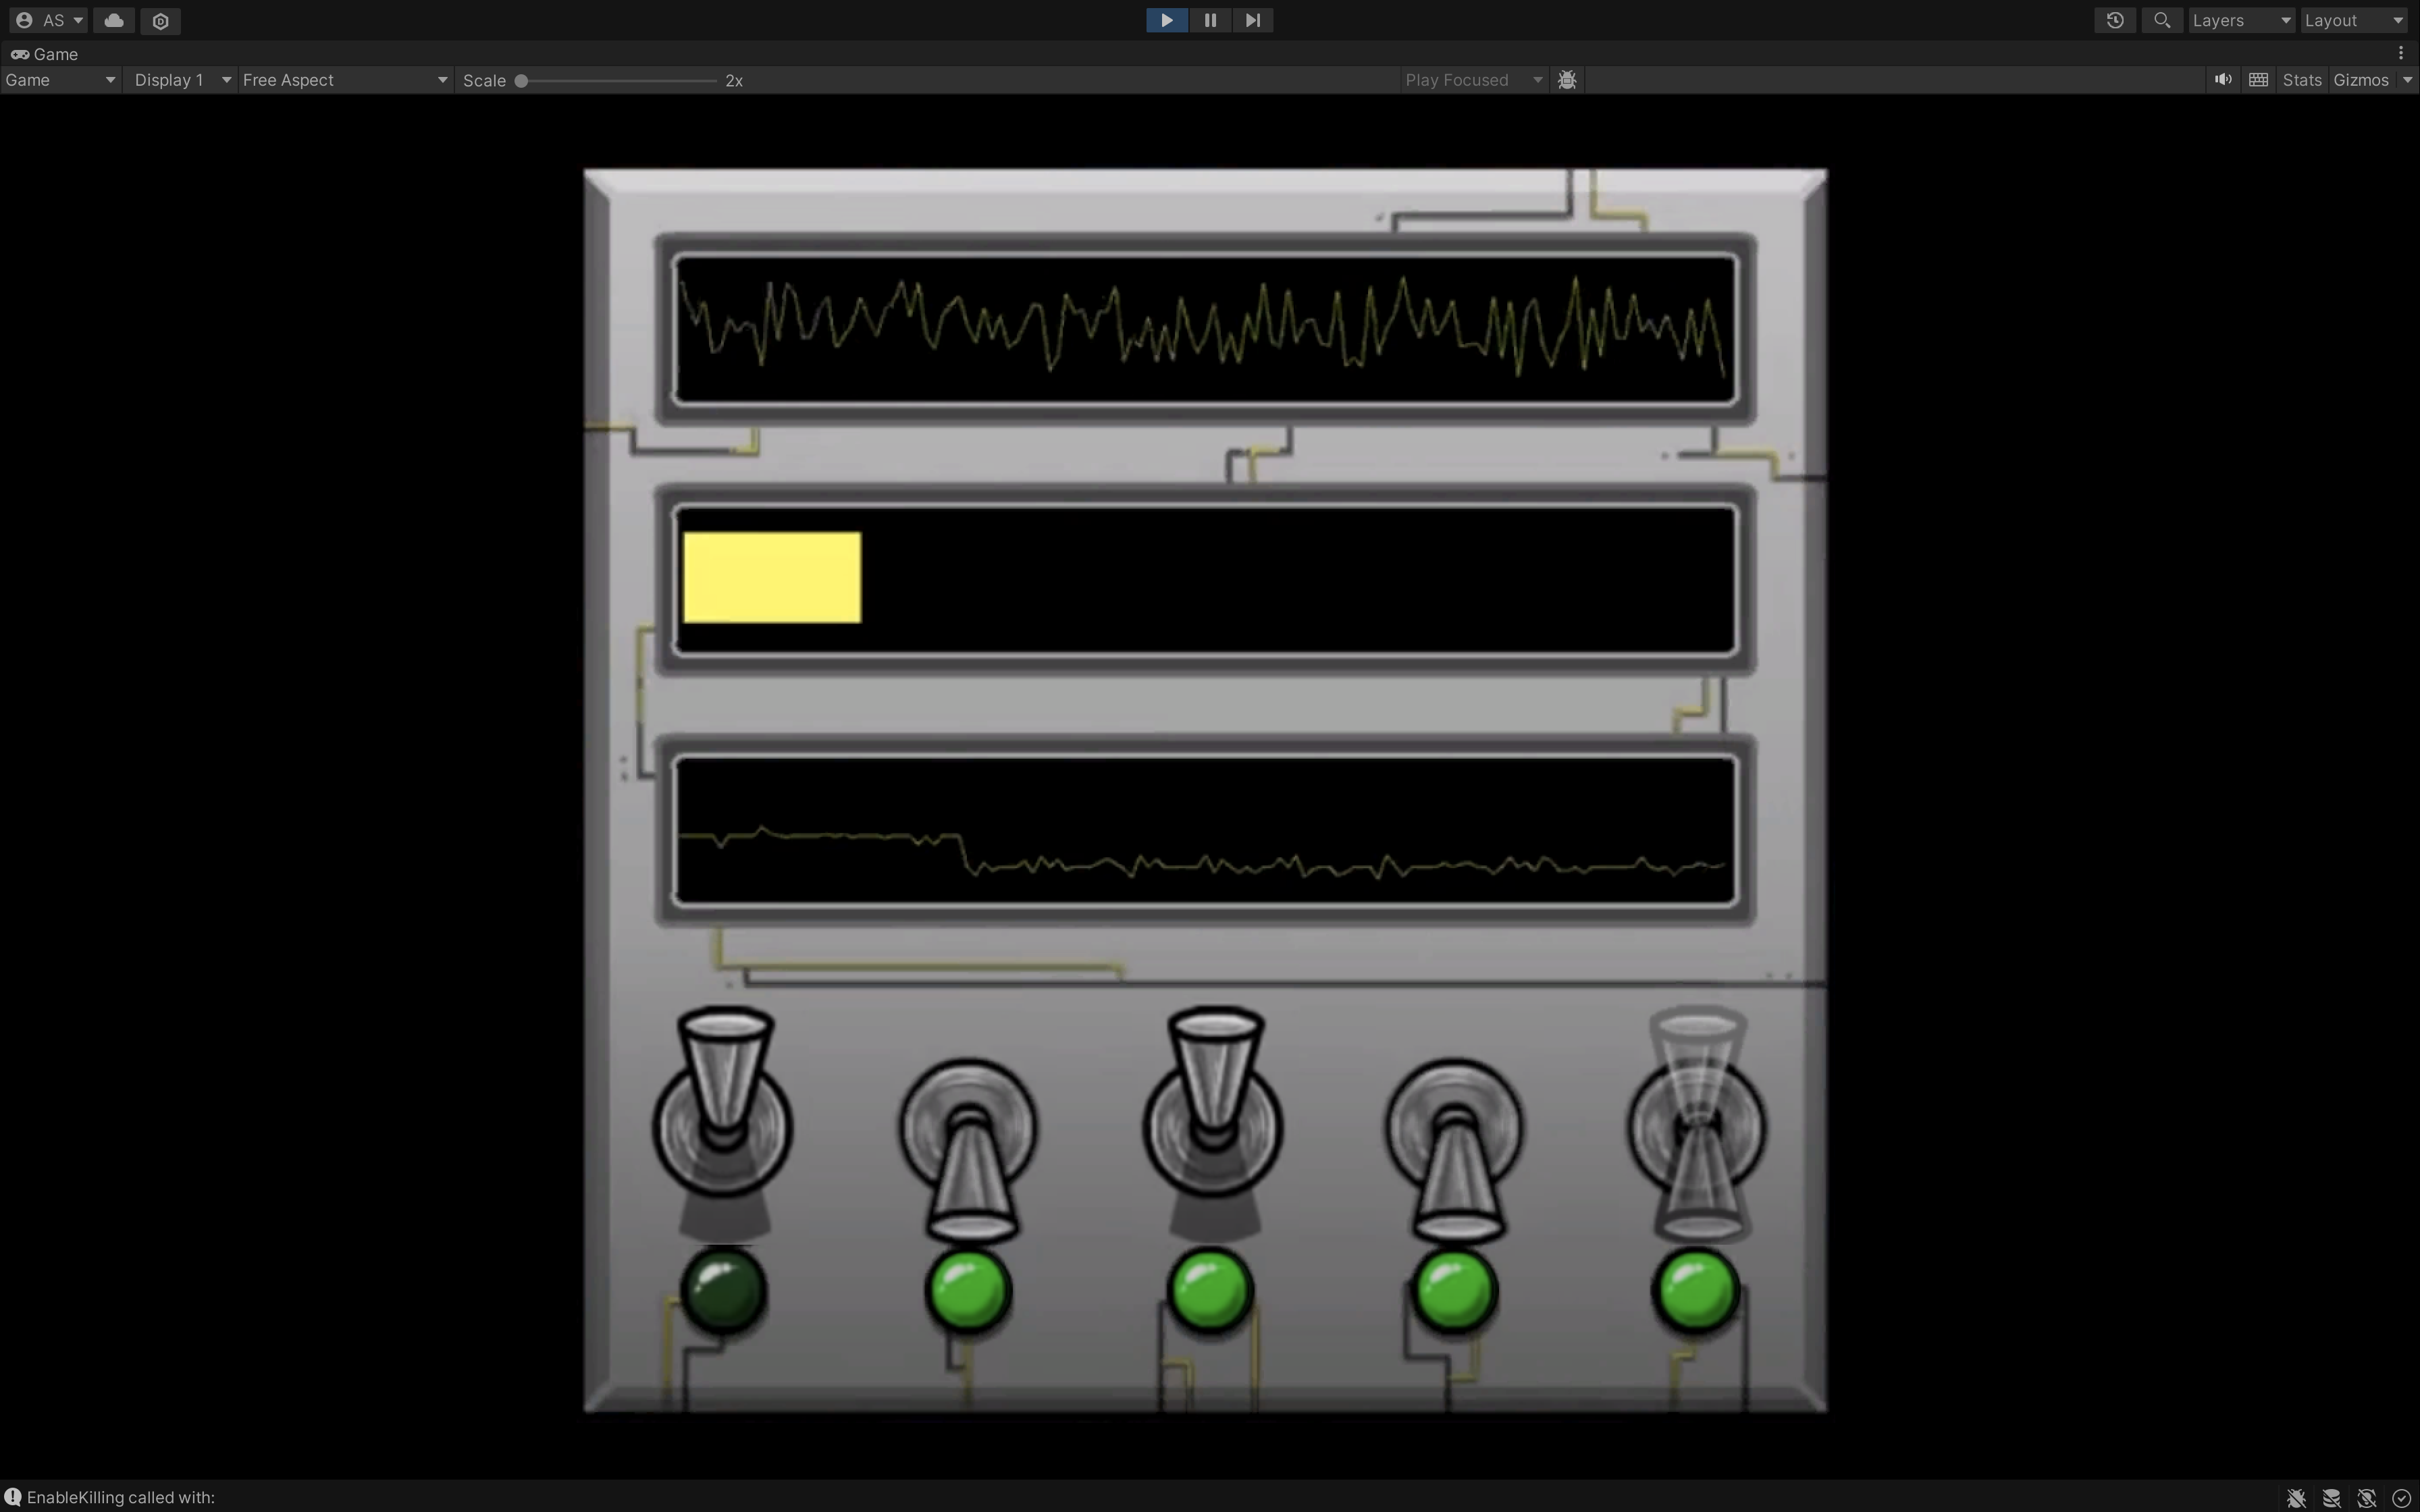 AS
Layers
Layout
Game
Game
Display 1
Free Aspect
Scale
2x
Play Focused
Stats
Gizmos
EnableKilling called with: